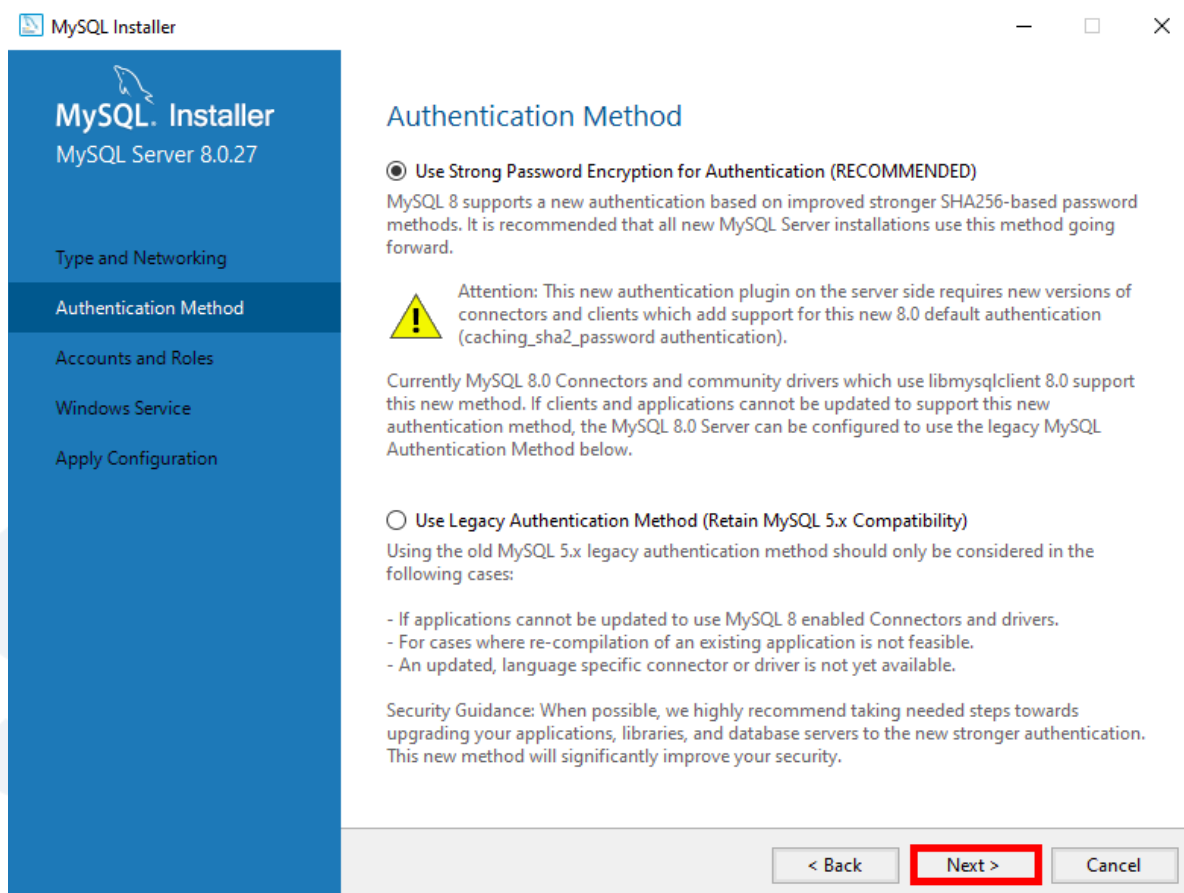 MySQL Installer
MySQL. Installer
MySQL Server 8.0.27
Type and Networking
Authentication Method
Accounts and Roles
Windows Service
Apply Configuration
Authentication Method
Use Strong Password Encryption for Authentication (RECOMMENDED)
MySQL 8 supports a new authentication based on improved stronger SHA256-based password
methods. It is recommended that all new MySQL Server installations use this method going
forward.
Attention: This new authentication plugin on the server side requires new versions of
connectors and clients which add support for this new 8.0 default authentication
(caching_sha2_password authentication).
Currently MySQL 8.0 Connectors and community drivers which use libmysqlclient 8.0 support
this new method. If clients and applications cannot be updated to support this new
authentication method, the MySQL 8.0 Server can be configured to use the legacy MySQL
Authentication Method below.
Use Legacy Authentication Method (Retain MySQL 5.x Compatibility)
Using the old MySQL 5.x legacy authentication method should only be considered in the
following cases:
- If applications cannot be updated to use MySQL 8 enabled Connectors and drivers.
- For cases where re-compilation of an existing application is not feasible.
- An updated, language specific connector or driver is not yet available.
Security Guidance: When possible, we highly recommend taking needed steps towards
upgrading your applications, libraries, and database servers to the new stronger authentication.
This new method will significantly improve your security.
< Back
Next >
Cancel